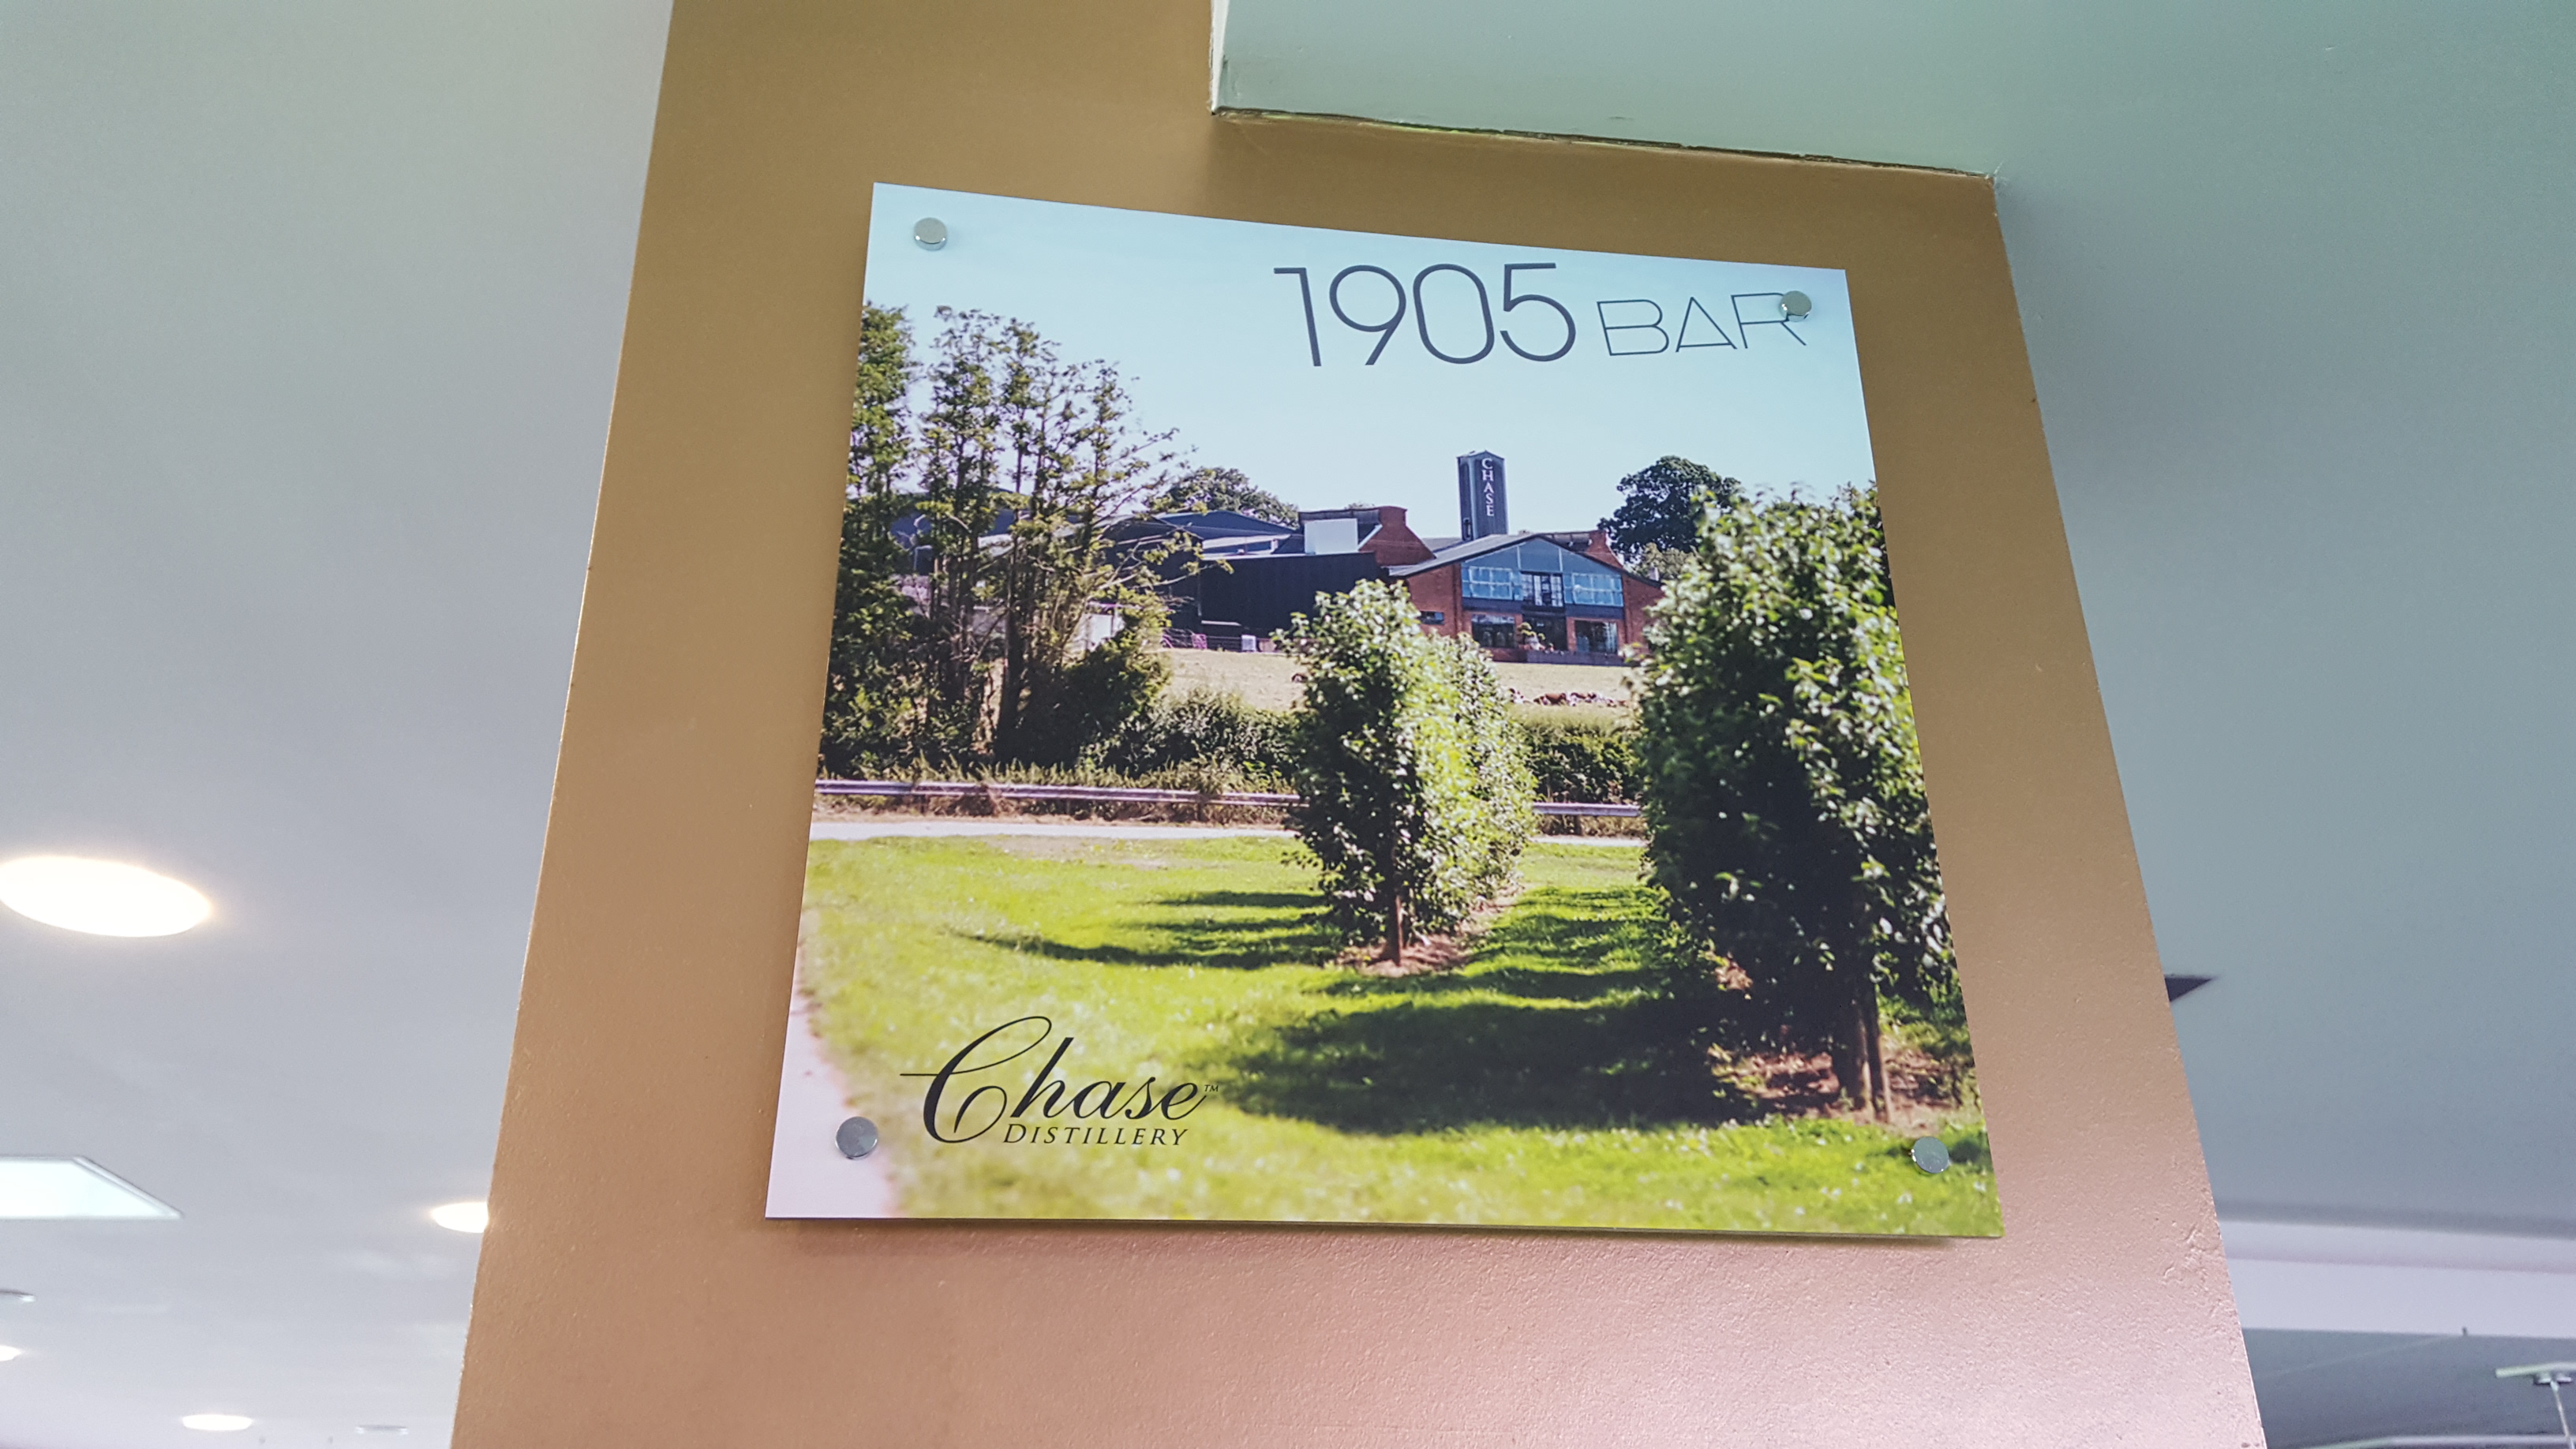 1905 BAR
CHASE
Chase™
DISTILLERY